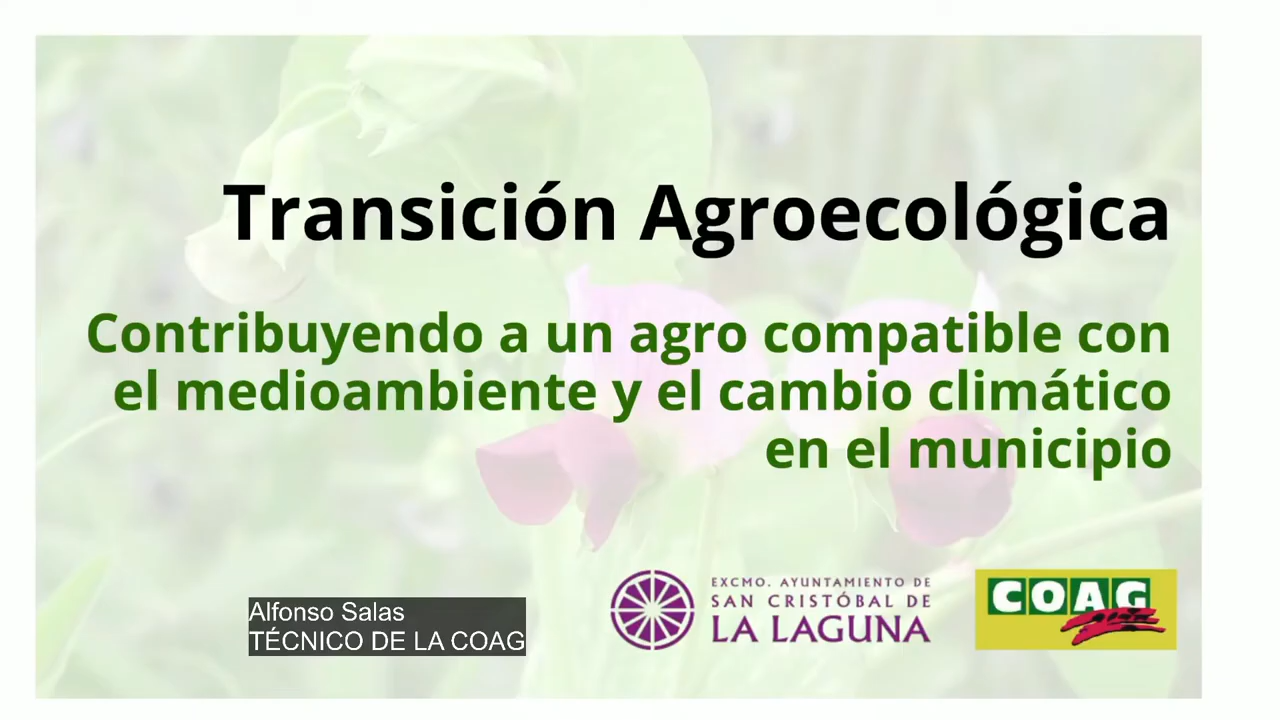 Transición Agroecológica
Contribuyendo a un agro compatible con
el medioambiente y el cambio climático
en el municipio
Alfonso Salas
TÉCNICO DE LA COAG
EXCMO. AYUNTAMIENTO DE
SAN CRISTÓBAL DE
LA LAGUNA
COAG